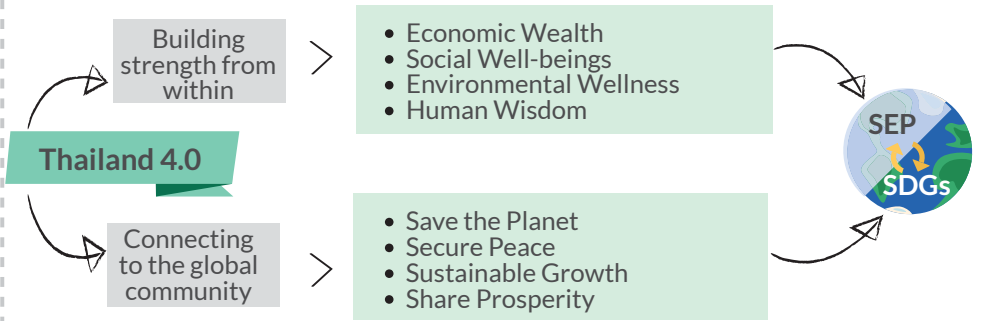 Building
strength from
within
Economic Wealth
Social Well-beings
Environmental Wellness
Human Wisdom
Thailand 4.0
SEP
SDGs
Connecting
to the global
community
Save the Planet
Secure Peace
Sustainable Growth
Share Prosperity